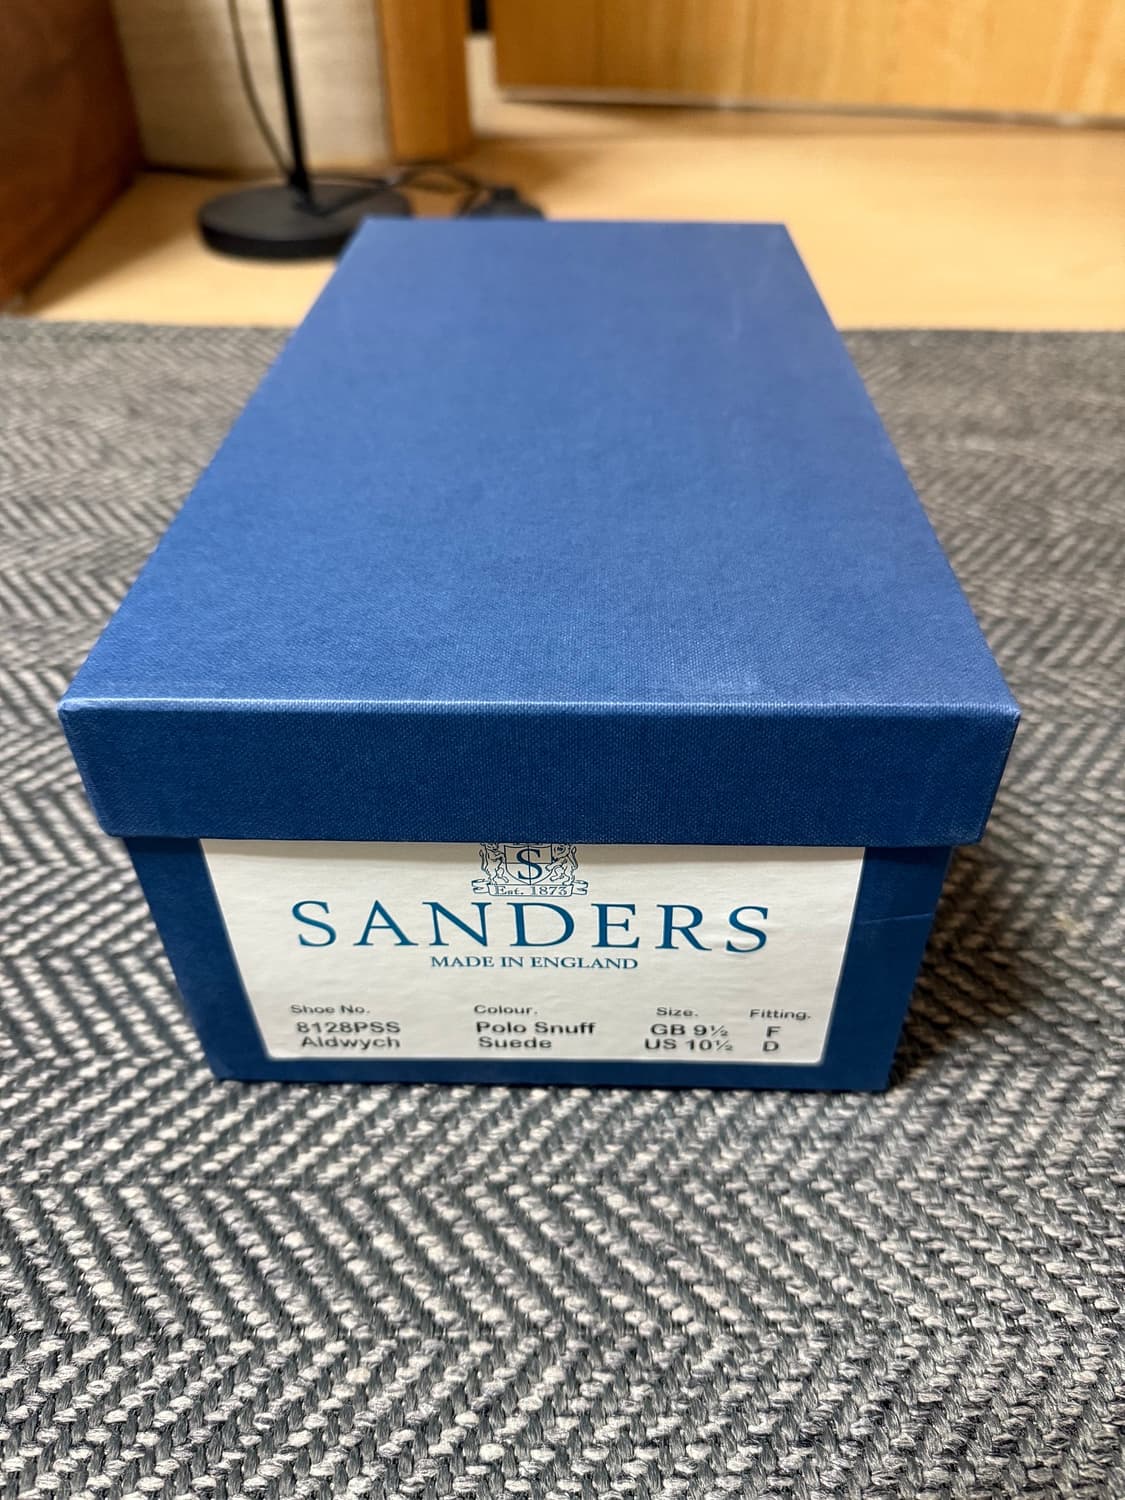 S
Est. 1873
SANDERS
MADE IN ENGLAND
Shoe No. Colour. Size. Fitting.
8128PSS Polo Snuff GB 9½ F
Aldwych Suede US 10½ D